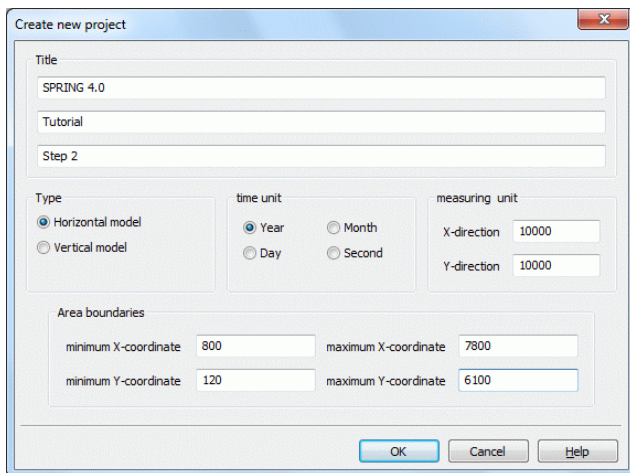 Create new project
Title
SPRING 4.0
Tutorial
Step 2
Type
Horizontal model
Vertical model
time unit
Year
Month
Day
Second
measuring unit
X-direction 10000
Y-direction 10000
Area boundaries
minimum X-coordinate 800 maximum X-coordinate 7800
minimum Y-coordinate 120 maximum Y-coordinate 6100
OK Cancel Help